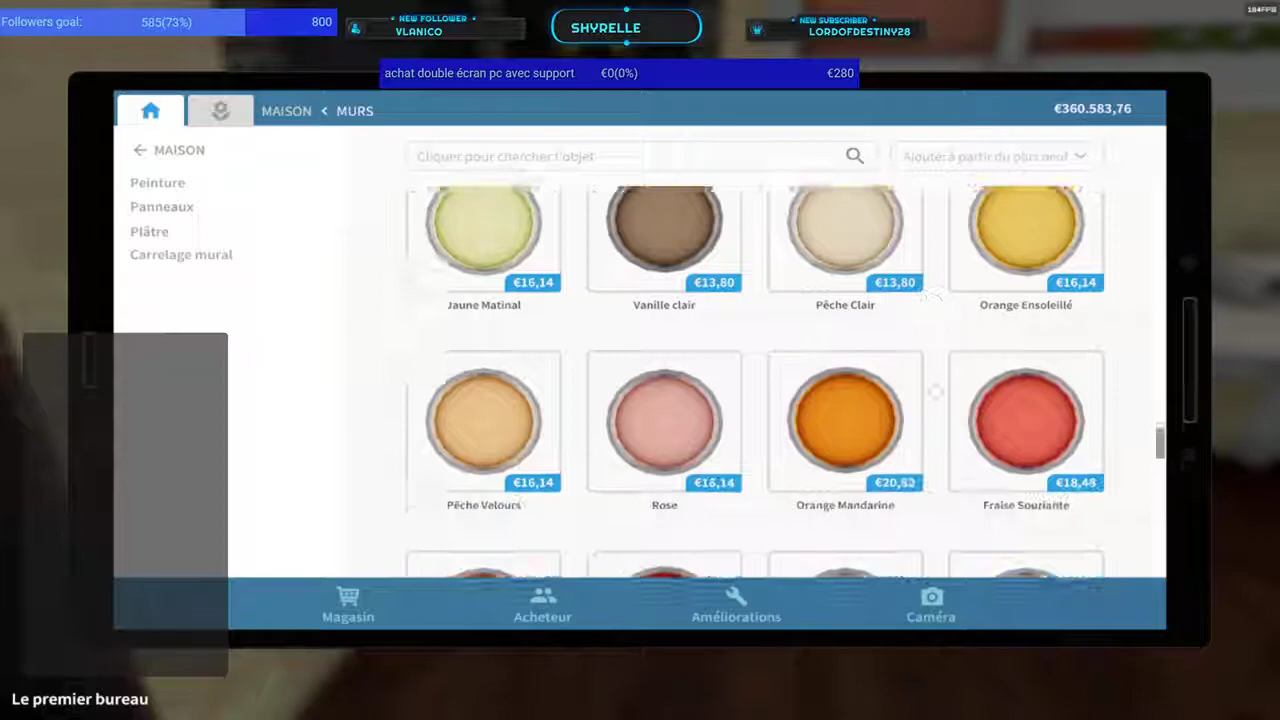 Followers goal: 585(73%) 800
NEW FOLLOWER
VLANICO
SHYRELLE
NEW SUBSCRIBER
LORDOFDESTINY28
184FPS
achat double écran pc avec support €0(0%) €280
MAISON < MURS
€360.583,76
MAISON
Cliquer pour chercher l'objet
Ajouté: à partir du plus neuf
Peinture
Panneaux
Plâtre
Carrelage mural
€16,14 €13,80 €13,80 €16,14
Jaune Matinal Vanille clair Pêche Clair Orange Ensoleillé
€16,14 €16,14 €20,82 €18,48
Pêche Velours Rose Orange Mandarine Fraise Souriante
Magasin Acheteur Améliorations Caméra
Le premier bureau